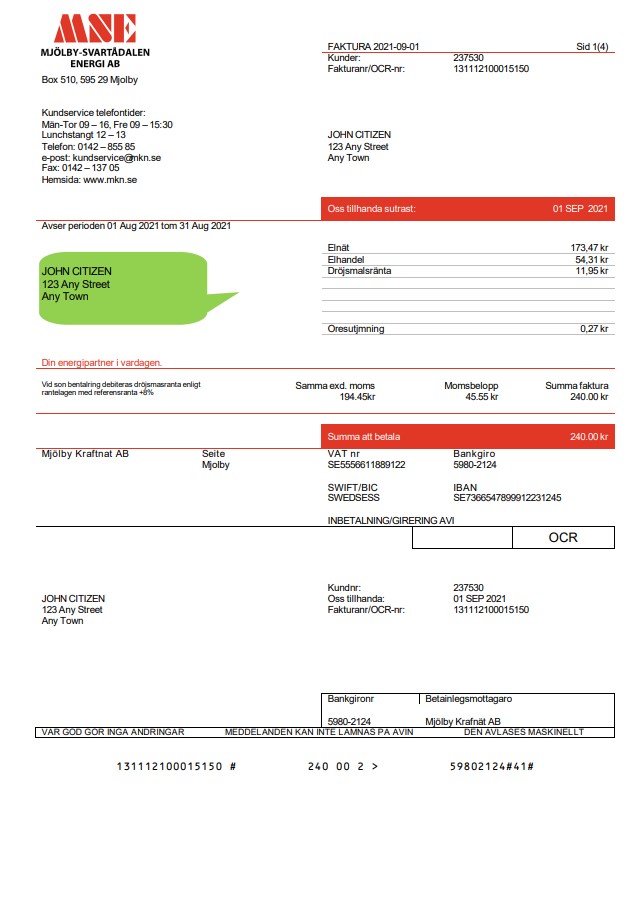 MSE
MJÖLBY-SVARTÅDALEN
ENERGI AB
Box 510, 595 29 Mjolby
FAKTURA 2021-09-01 Sid 1(4)
Kunder: 237530
Fakturanr/OCR-nr: 131112100015150
Kundservice telefontider:
Män-Tor 09 – 16, Fre 09 – 15:30
Lunchstangt 12 – 13
Telefon: 0142 – 855 85
e-post: kundservice@mkn.se
Fax: 0142 – 137 05
Hemsida: www.mkn.se
JOHN CITIZEN
123 Any Street
Any Town
Oss tillhanda sutrast: 01 SEP 2021
Avser perioden 01 Aug 2021 tom 31 Aug 2021
JOHN CITIZEN
123 Any Street
Any Town
Elnät 173,47 kr
Elhandel 54,31 kr
Dröjsmalsränta 11,95 kr
Oresutjmning 0,27 kr
Din energipartner i vardagen.
Vid son bentalring debiteras dröjsmasranta enligt
rantelagen med referensranta +8%
Samma exd. moms Momsbelopp Summa faktura
194.45kr 45.55 kr 240.00 kr
Summa att betala 240.00 kr
Mjölby Kraftnat AB Seite VAT nr Bankgiro
Mjolby SE5556611889122 5980-2124
SWIFT/BIC IBAN
SWEDSESS SE7366547899912231245
INBETALNING/GIRERING AVI
OCR
Kundnr: 237530
JOHN CITIZEN Oss tillhanda: 01 SEP 2021
123 Any Street Fakturanr/OCR-nr: 131112100015150
Any Town
Bankgironr Betainlegsmottagaro
5980-2124 Mjölby Krafnät AB
VAR GOD GOR INGA ANDRINGAR MEDDELANDEN KAN INTE LAMNAS PA AVIN DEN AVLASES MASKINELLT
131112100015150 # 240 00 2 > 59802124#41#